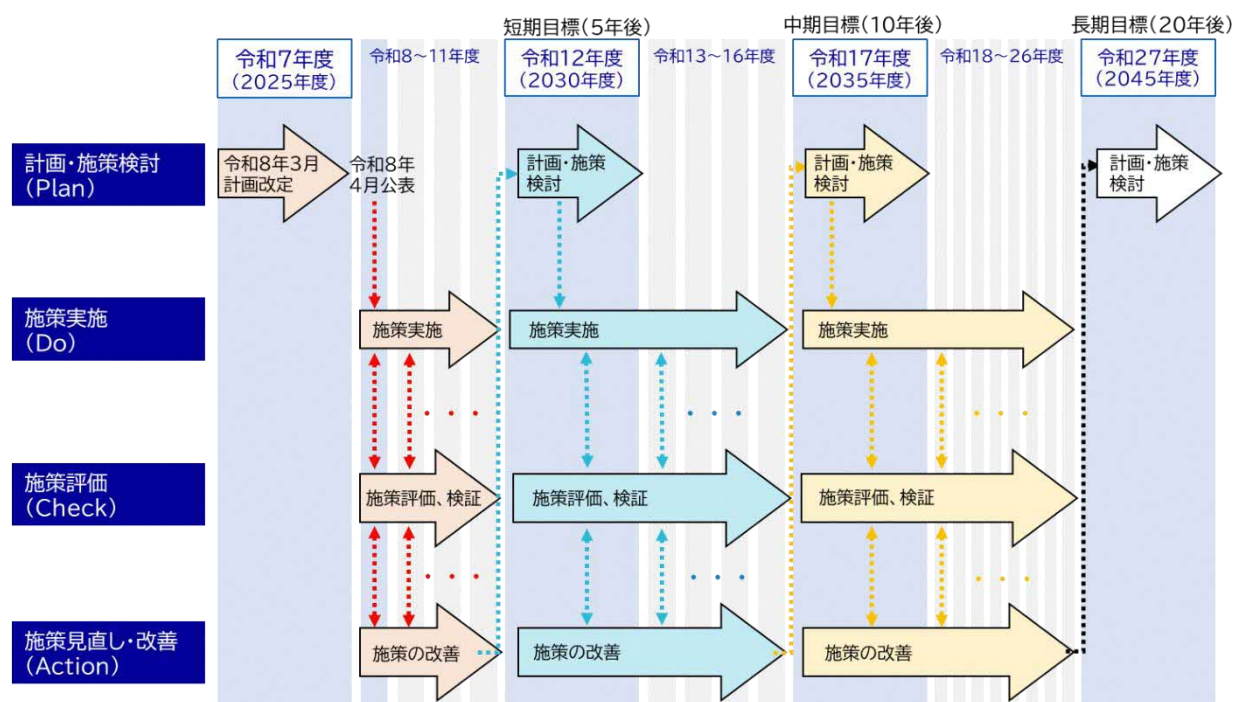 短期目標(5年後)
中期目標(10年後)
長期目標(20年後)
令和7年度
(2025年度)
令和8~11年度
令和12年度
(2030年度)
令和13~16年度
令和17年度
(2035年度)
令和18~26年度
令和27年度
(2045年度)
計画・施策検討
(Plan)
令和8年3月
計画改定
令和8年
4月公表
計画・施策
検討
計画・施策
検討
計画・施策
検討
施策実施
(Do)
施策実施
施策実施
施策実施
・・・
・・・
・・・
施策評価
(Check)
施策評価、検証
施策評価、検証
施策評価、検証
・・・
・・・
・・・
施策見直し・改善
(Action)
施策の改善
施策の改善
施策の改善